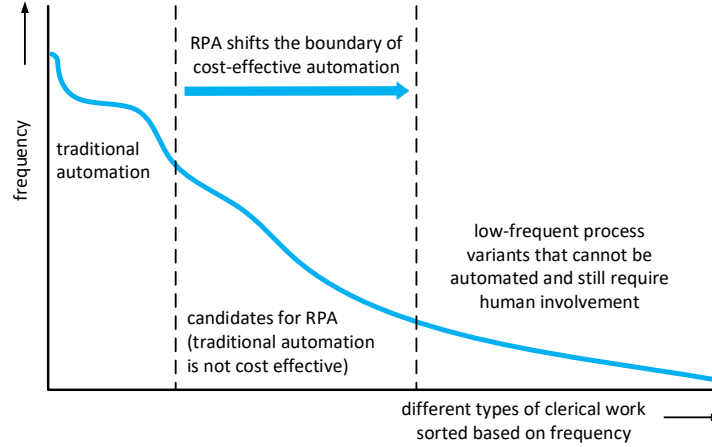 frequency
RPA shifts the boundary of
cost-effective automation
traditional
automation
low-frequent process
variants that cannot be
automated and still require
human involvement
candidates for RPA
(traditional automation
is not cost effective)
different types of clerical work
sorted based on frequency